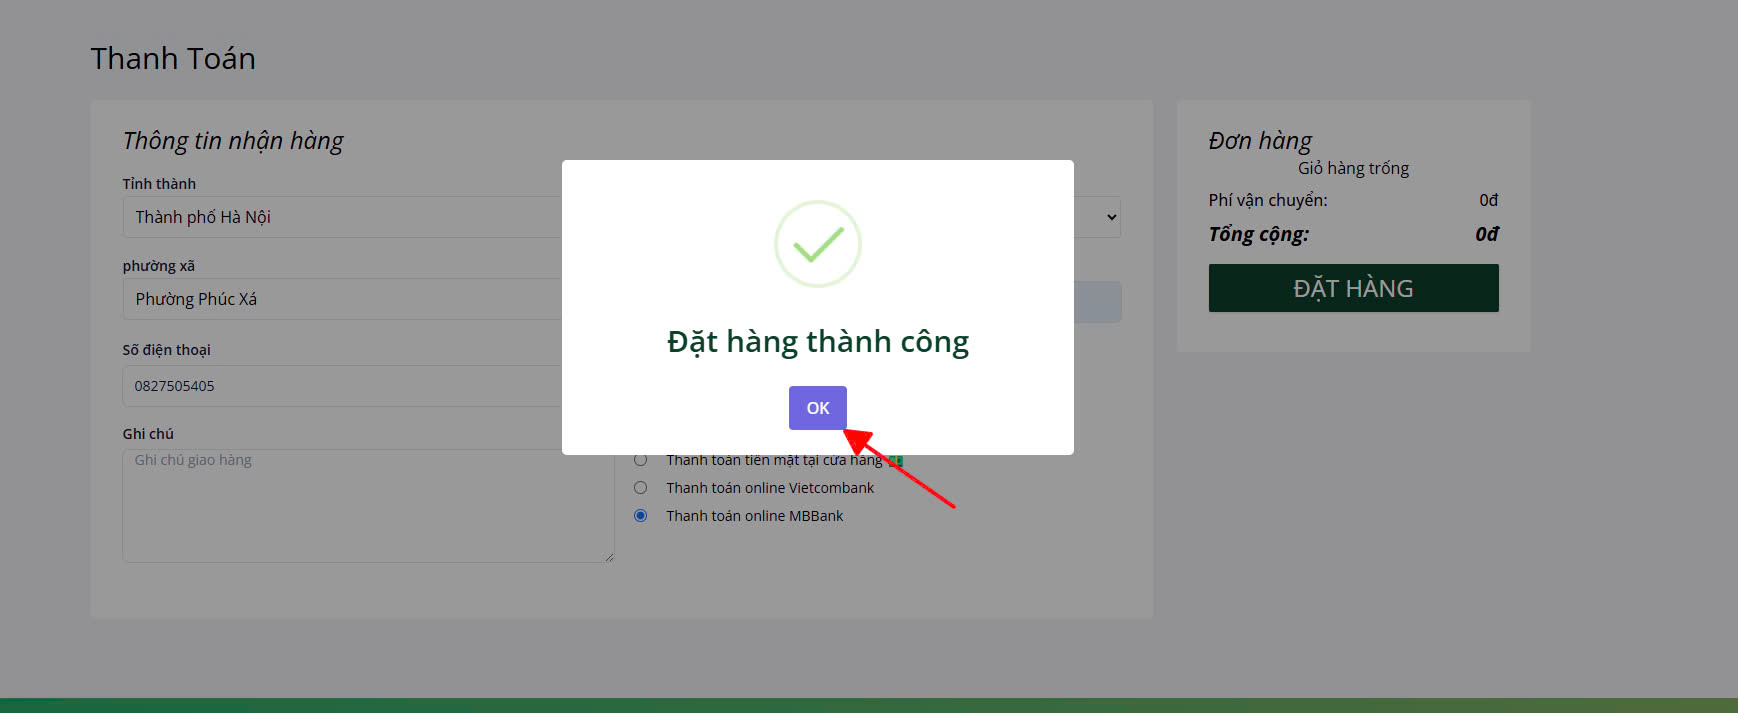 Thanh Toán
Thông tin nhận hàng
Tỉnh thành
Thành phố Hà Nội
phường xã
Phường Phúc Xá
Số điện thoại
0827505405
Ghi chú
Ghi chú giao hàng
Đặt hàng thành công
OK
Thanh toán tiền mặt tại cửa hàng
Thanh toán online Vietcombank
Thanh toán online MBBank
Đơn hàng
Giỏ hàng trống
Phí vận chuyển: 0đ
Tổng cộng: 0đ
ĐẶT HÀNG